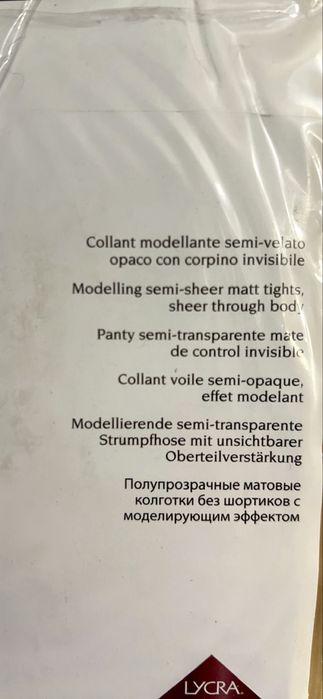 Collant modellante semi-velato
opaco con corpino invisibile
Modelling semi-sheer matt tights,
sheer through body
Panty semi-transparente mate
de control invisible
Collant voile semi-opaque,
effet modelant
Modellierende semi-transparente
Strumpfhose mit unsichtbarer
Oberteilverstärkung
Полупрозрачные матовые
колготки без шортиков с
моделирующим эффектом
LYCRA.